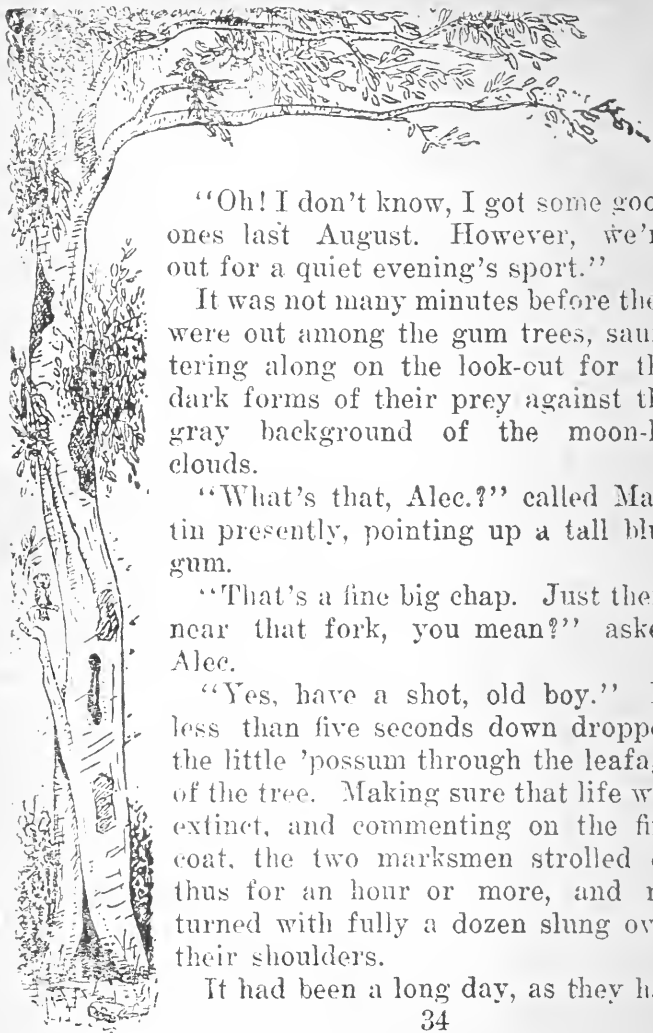 "Oh! I don't know, I got some goo
ones last August. However, we'r
out for a quiet evening's sport."
It was not many minutes before the
were out among the gum trees, saun
tering along on the look-out for th
dark forms of their prey against th
gray background of the moon-l
clouds.
"What's that, Alec.?" called Mar
tin presently, pointing up a tall blu
gum.
"That's a fine big chap. Just the
near that fork, you mean?" aske
Alec.
"Yes, have a shot, old boy." I
less than five seconds down droppe
the little 'possum through the leafa
of the tree. Making sure that life w
extinct, and commenting on the fi
coat, the two marksmen strolled o
thus for an hour or more, and r
turned with fully a dozen slung ov
their shoulders.
It had been a long day, as they h
34